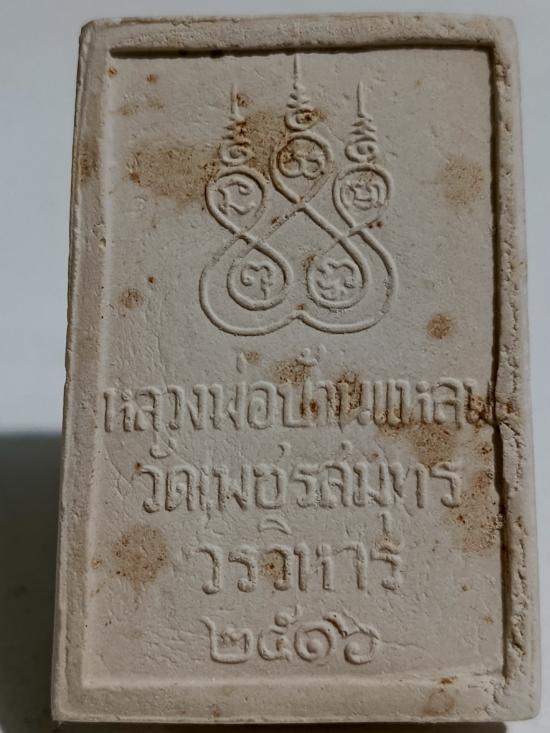 หลวงพ่อบ้านแหลม
วัดเพชรสมุทร
วรวิหาร
๒๕๑๖